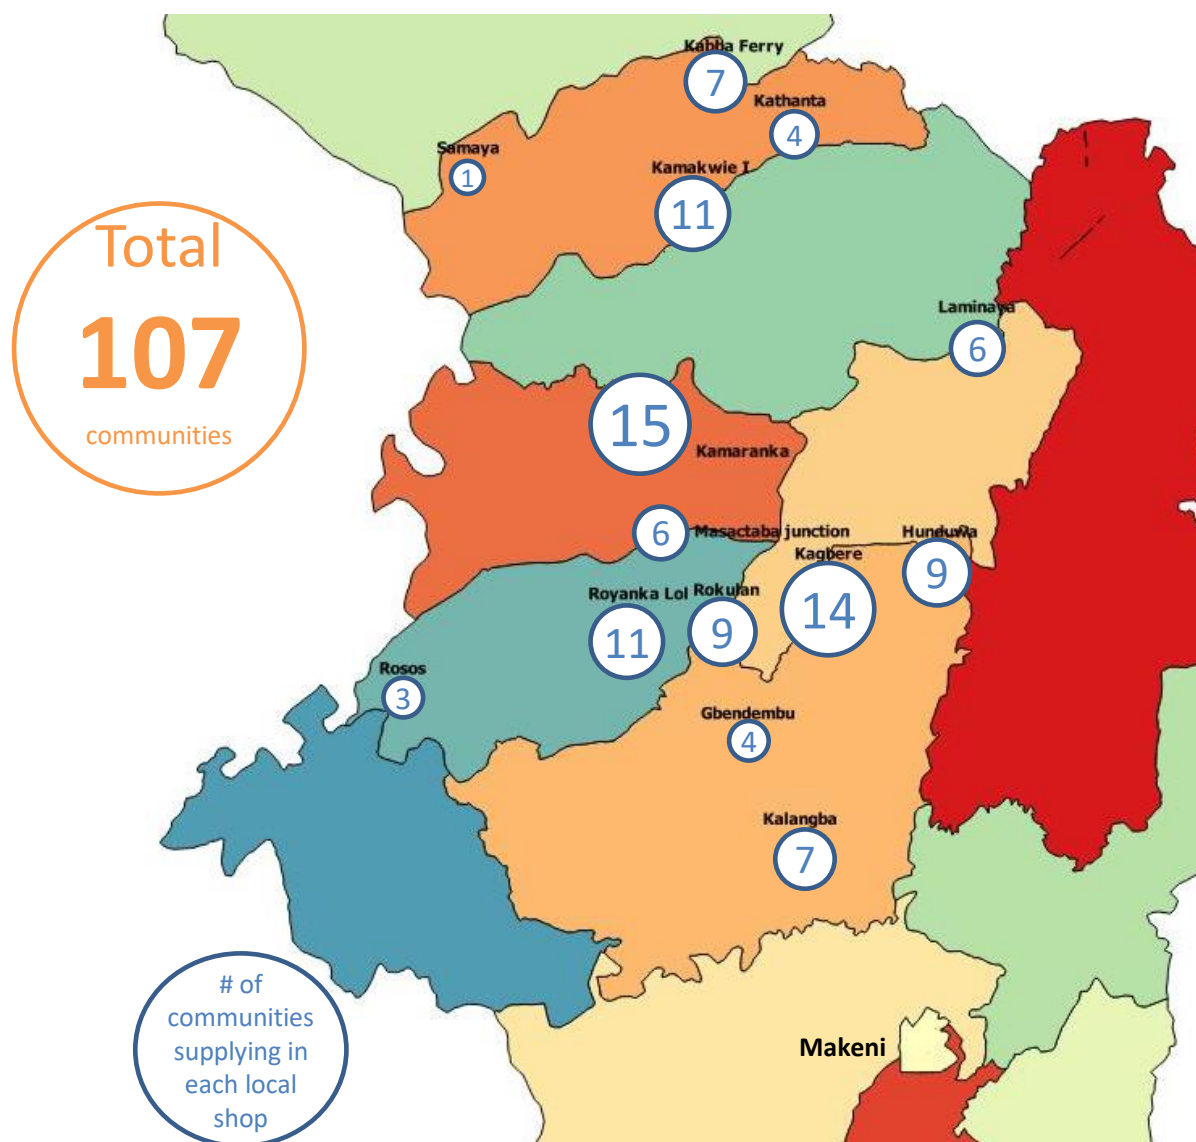 Kabba Ferry
7
Kathanta
4
Samaya
1
Kamakwie I
11
Total
107
communities
Laminaya
6
15
Kamaranka
6
Masactaba junction
Hunduwa
9
Kagbere
14
Royanka Lol
11
Rokulan
9
Rosos
3
Gbendembu
4
Kalangba
7
# of
communities
supplying in
each local
shop
Makeni